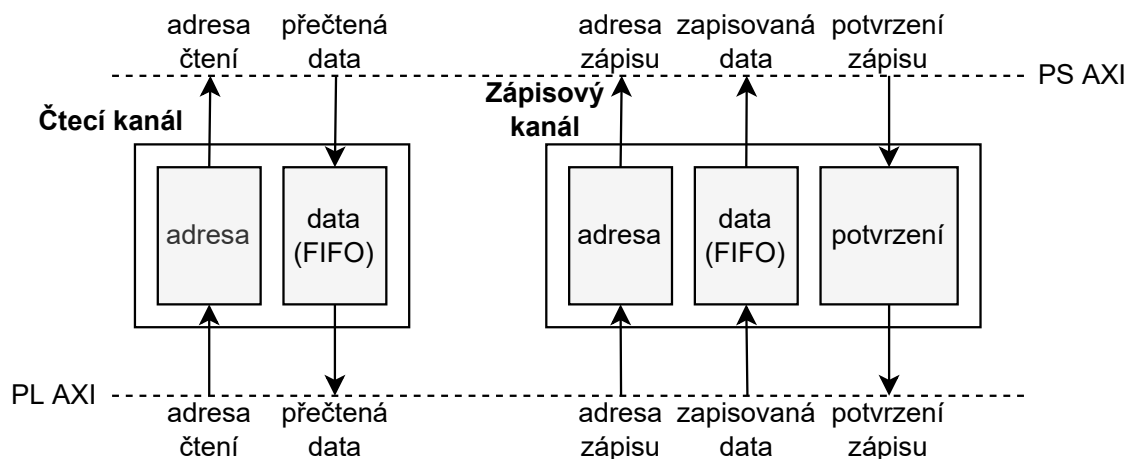 adresa
čtení
přečtená
data
adresa
zápisu
zapisovaná
data
potvrzení
zápisu
PS AXI
Čtecí kanál
Zápisový
kanál
adresa
data
(FIFO)
adresa
data
(FIFO)
potvrzení
PL AXI
adresa
čtení
přečtená
data
adresa
zápisu
zapisovaná
data
potvrzení
zápisu